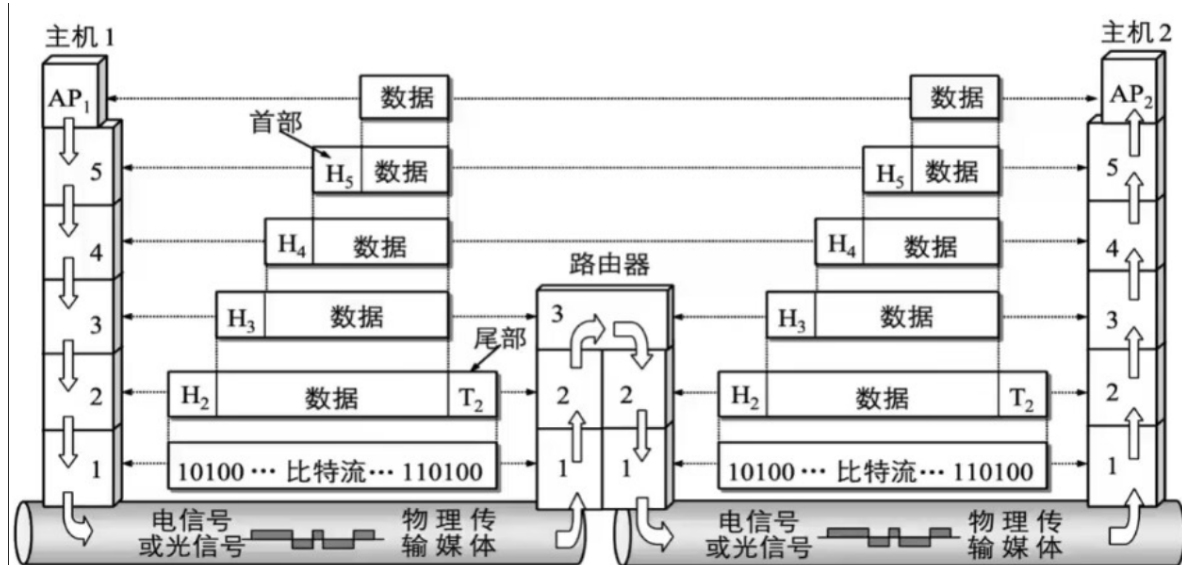 主机 1
主机 2
AP₁
数据
数据
AP₂
首部
5
H₅ 数据
H₅ 数据
5
4
H₄ 数据
H₄ 数据
4
路由器
3
H₃ 数据
3
H₃ 数据
3
尾部
2
H₂ 数据 T₂
2
2
H₂ 数据 T₂
2
1
10100 ··· 比特流 ··· 110100
1
1
10100 ··· 比特流 ··· 110100
1
电信号
或光信号
物理传
输媒体
电信号
或光信号
物理传
输媒体